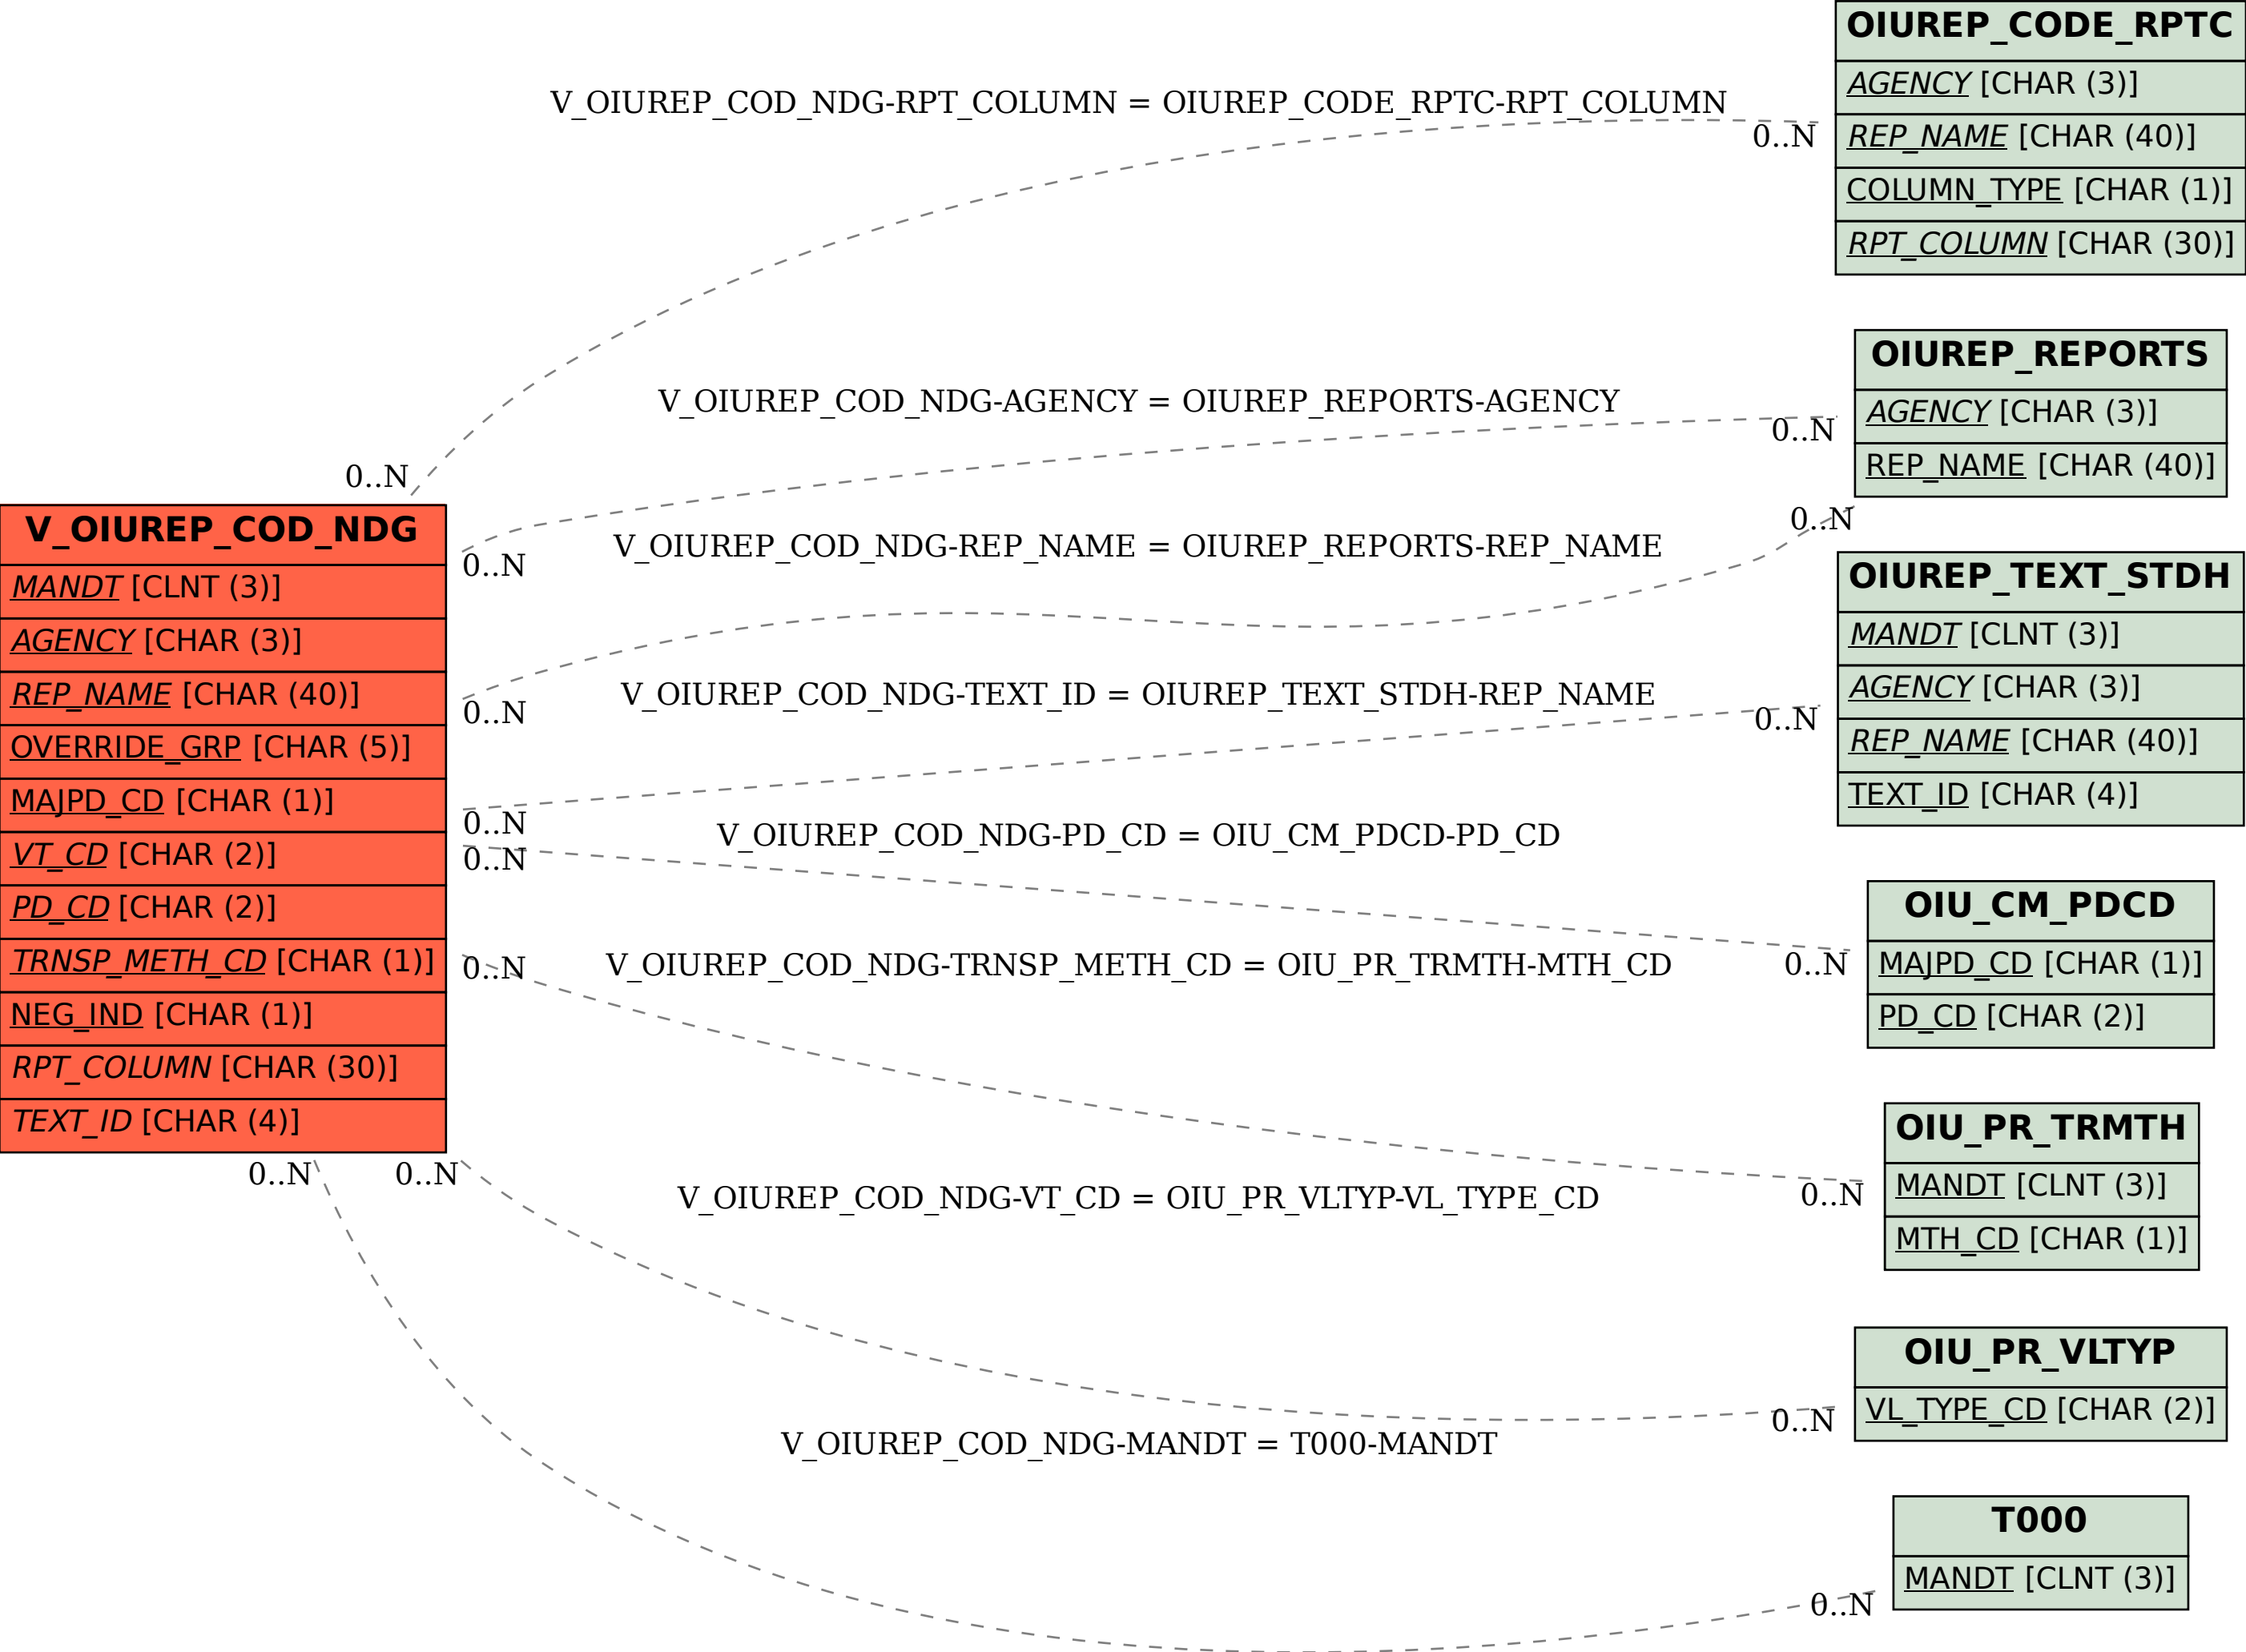 V_OIUREP_COD_NDG
MANDT [CLNT (3)]
AGENCY [CHAR (3)]
REP_NAME [CHAR (40)]
OVERRIDE_GRP [CHAR (5)]
MAJPD_CD [CHAR (1)]
VT_CD [CHAR (2)]
PD_CD [CHAR (2)]
TRNSP_METH_CD [CHAR (1)]
NEG_IND [CHAR (1)]
RPT_COLUMN [CHAR (30)]
TEXT_ID [CHAR (4)]
V_OIUREP_COD_NDG-RPT_COLUMN = OIUREP_CODE_RPTC-RPT_COLUMN
0..N
0..N
V_OIUREP_COD_NDG-AGENCY = OIUREP_REPORTS-AGENCY
0..N
0..N
V_OIUREP_COD_NDG-REP_NAME = OIUREP_REPORTS-REP_NAME
0..N
0..N
V_OIUREP_COD_NDG-TEXT_ID = OIUREP_TEXT_STDH-REP_NAME
0..N
0..N
V_OIUREP_COD_NDG-PD_CD = OIU_CM_PDCD-PD_CD
0..N
0..N
V_OIUREP_COD_NDG-TRNSP_METH_CD = OIU_PR_TRMTH-MTH_CD
0..N
0..N
V_OIUREP_COD_NDG-VT_CD = OIU_PR_VLTYP-VL_TYPE_CD
0..N
0..N
V_OIUREP_COD_NDG-MANDT = T000-MANDT
0..N
0..N
OIUREP_CODE_RPTC
AGENCY [CHAR (3)]
REP_NAME [CHAR (40)]
COLUMN_TYPE [CHAR (1)]
RPT_COLUMN [CHAR (30)]
OIUREP_REPORTS
AGENCY [CHAR (3)]
REP_NAME [CHAR (40)]
OIUREP_TEXT_STDH
MANDT [CLNT (3)]
AGENCY [CHAR (3)]
REP_NAME [CHAR (40)]
TEXT_ID [CHAR (4)]
OIU_CM_PDCD
MAJPD_CD [CHAR (1)]
PD_CD [CHAR (2)]
OIU_PR_TRMTH
MANDT [CLNT (3)]
MTH_CD [CHAR (1)]
OIU_PR_VLTYP
VL_TYPE_CD [CHAR (2)]
T000
MANDT [CLNT (3)]